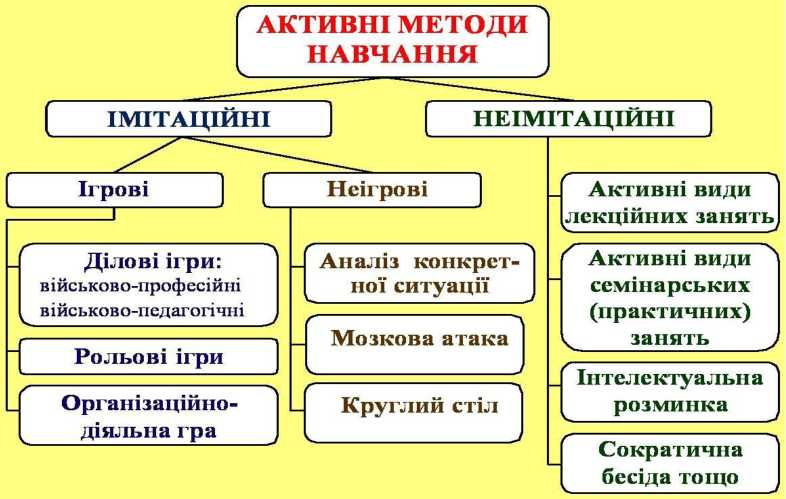 АКТИВНІ МЕТОДИ
НАВЧАННЯ
ІМІТАЦІЙНІ
НЕІМІТАЦІЙНІ
Ігрові
Неігрові
Ділові ігри:
військово-професійні
військово-педагогічні
Рольові ігри
Організаційно-
діяльна гра
Аналіз конкрет-
ної ситуації
Мозкова атака
Круглий стіл
Активні види
лекційних занять
Активні види
семінарських
(практичних)
занять
Інтелектуальна
розминка
Сократична
бесіда тощо